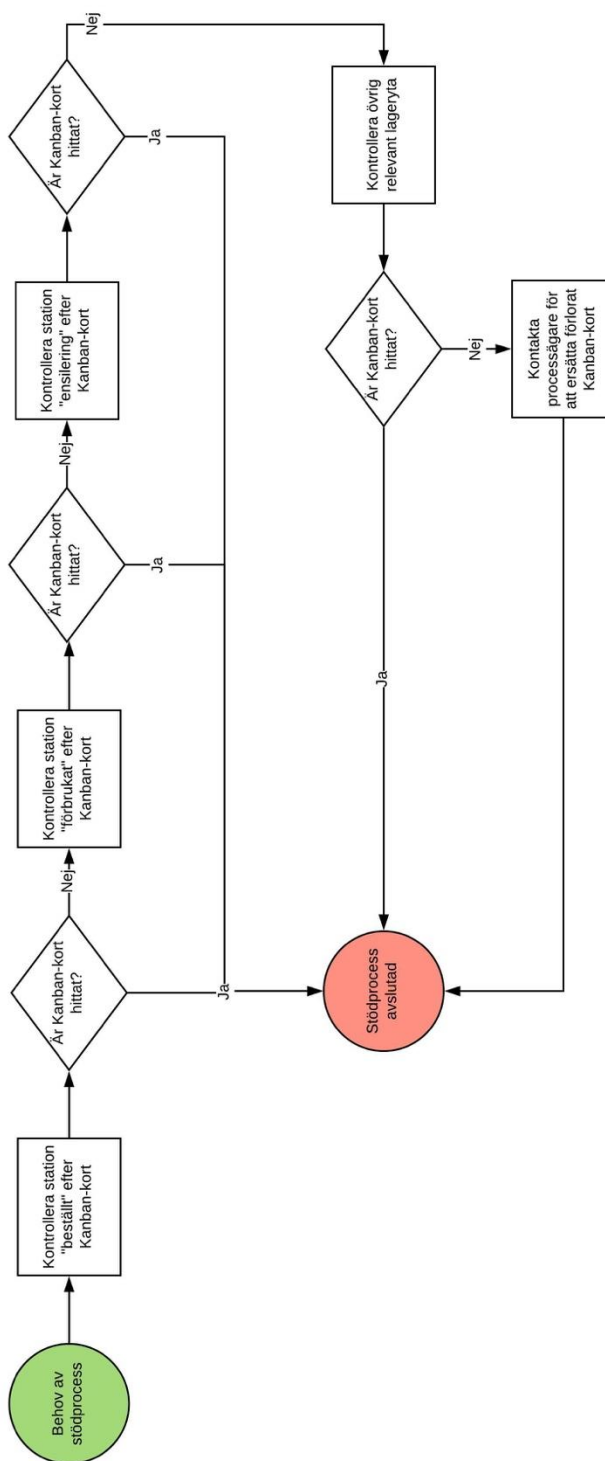 Behov av
stödprocess
Kontrollera station
"beställt" efter
Kanban-kort
Är Kanban-kort
hittat?
Nej
Ja
Kontrollera station
"förbrukat" efter
Kanban-kort
Är Kanban-kort
hittat?
Nej
Ja
Kontrollera station
"ensilering" efter
Kanban-kort
Är Kanban-kort
hittat?
Nej
Ja
Kontrollera övrig
relevant lageryta
Är Kanban-kort
hittat?
Nej
Ja
Kontakta
processägare för
att ersätta förlorat
Kanban-kort
Stödprocess
avslutad